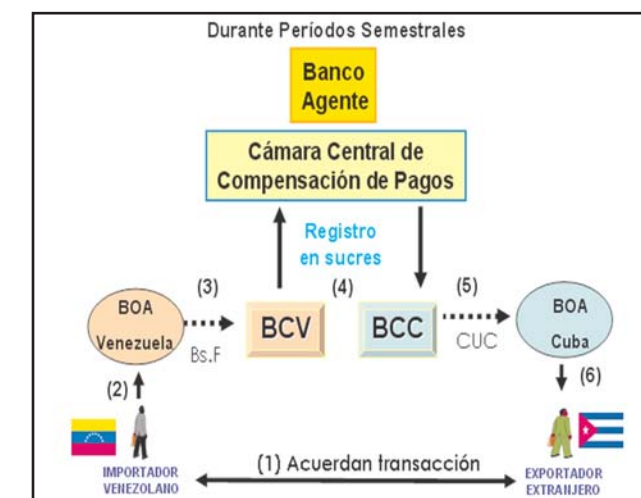 Durante Períodos Semestrales
Banco
Agente
Cámara Central de
Compensación de Pagos
Registro
en sucres
(3)
(4)
(5)
BOA
Venezuela
Bs.F
BCV
BCC
CUC
BOA
Cuba
(2)
(6)
(1) Acuerdan transacción
IMPORTADOR
VENEZOLANO
EXPORTADOR
EXTRANJERO